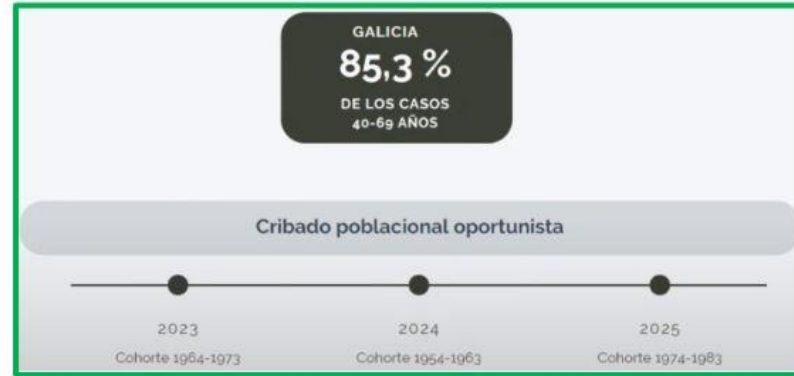 GALICIA
85,3 %
DE LOS CASOS
40-69 AÑOS
Cribado poblacional oportunista
2023 2024 2025
Cohorte 1964-1973 Cohorte 1954-1963 Cohorte 1974-1983